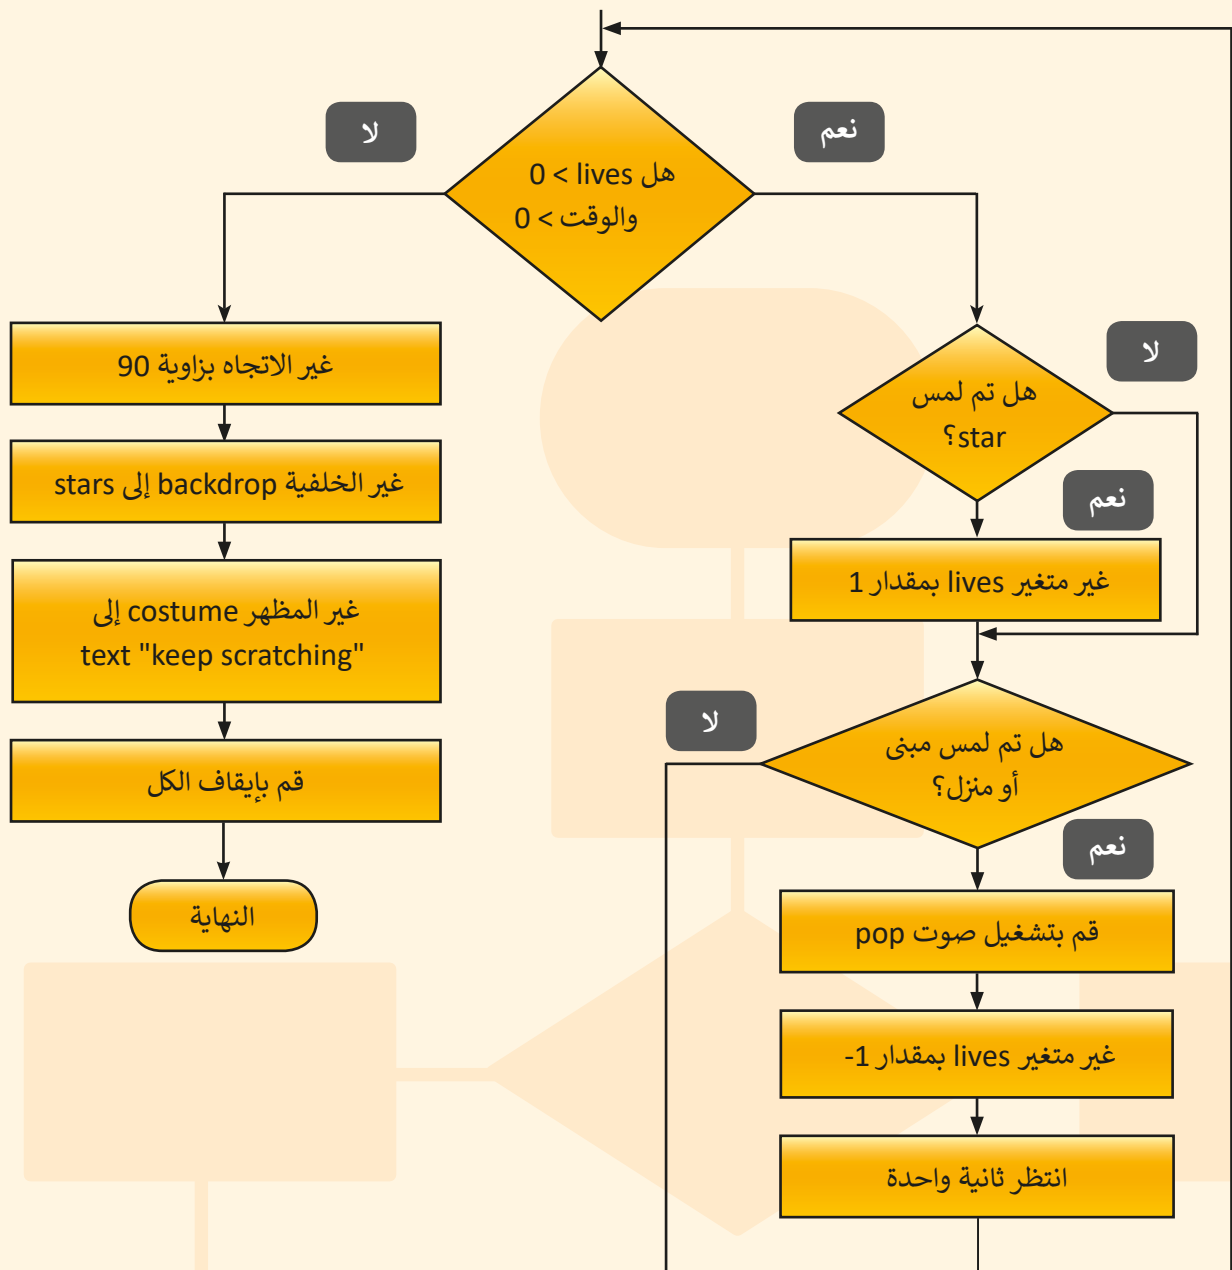 نعم
لا
هل lives > 0
والوقت > 0
غير الاتجاه بزاوية 90
غير الخلفية backdrop إلى stars
غير المظهر costume إلى
text "keep scratching"
قم بإيقاف الكل
النهاية
لا
هل تم لمس
star؟
نعم
غير متغير lives بمقدار 1
لا
هل تم لمس مبنى
أو منزل؟
نعم
قم بتشغيل صوت pop
غير متغير lives بمقدار 1-
انتظر ثانية واحدة